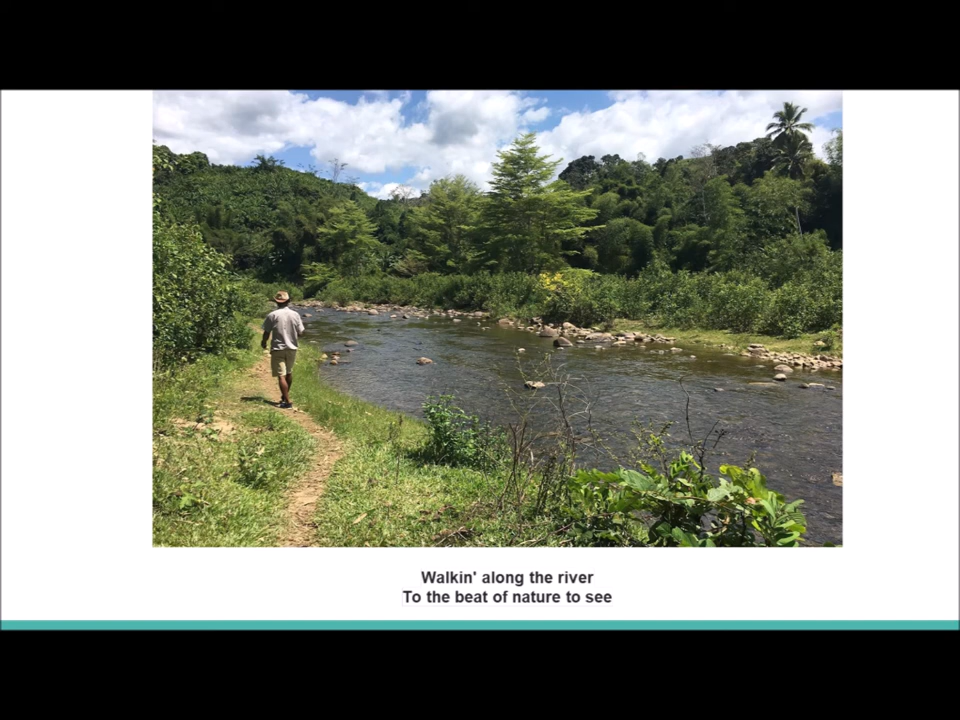 Walkin' along the river
To the beat of nature to see